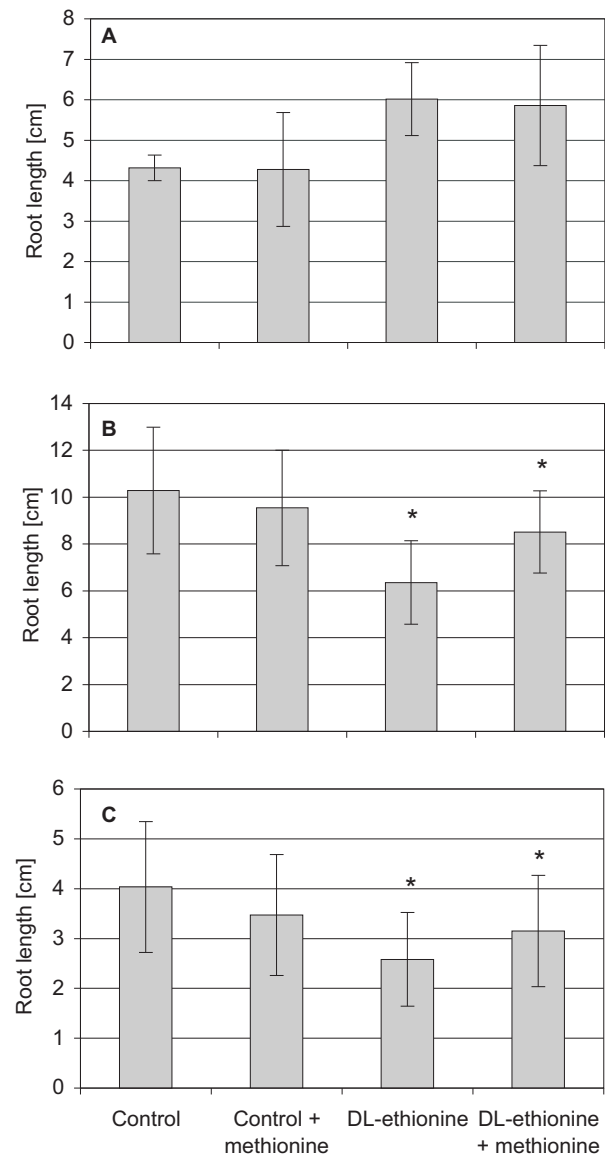 8
A
7
6
5
4
3
2
1
0
Root length [cm]
14
B
12
10
8
6
4
2
0
Root length [cm]
*
*
6
C
5
4
3
2
1
0
Root length [cm]
*
*
Control
Control +
methionine
DL-ethionine
DL-ethionine
+ methionine